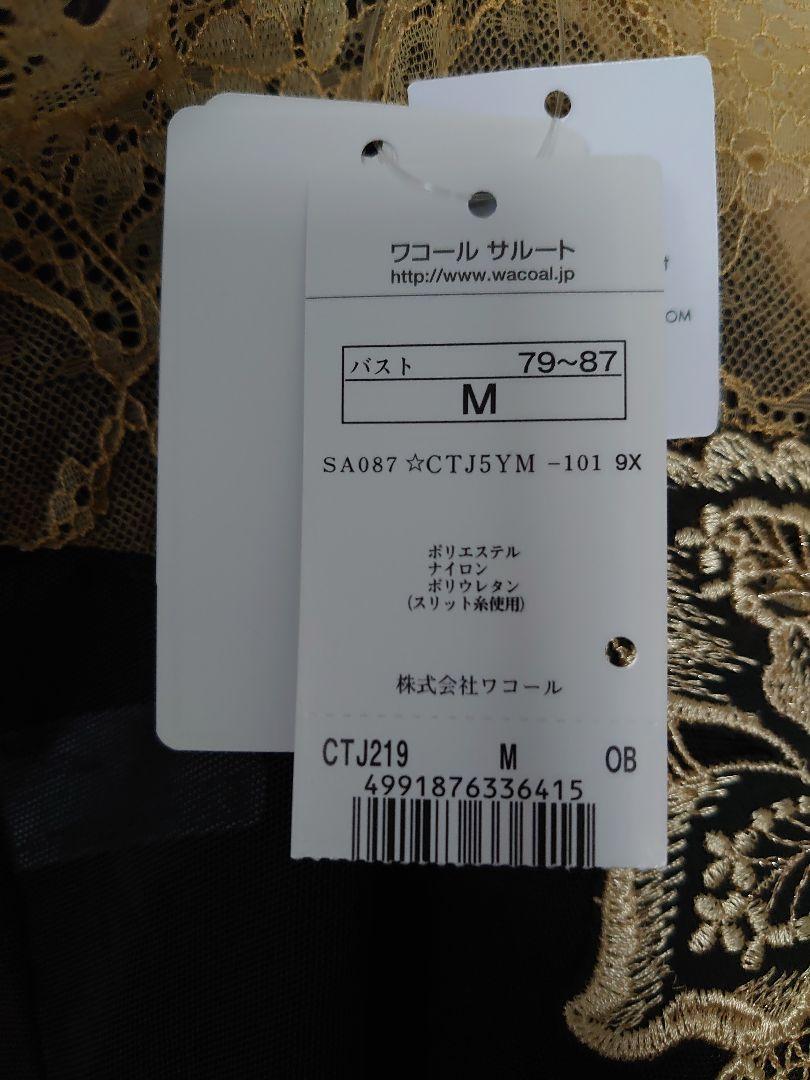 ワコール サルート
http://www.wacoal.jp
OM
バスト 79~87
M
SA087 ☆CTJ5YM -101 9X
ポリエステル
ナイロン
ポリウレタン
(スリット糸使用)
株式会社ワコール
CTJ219 M OB
4991876336415